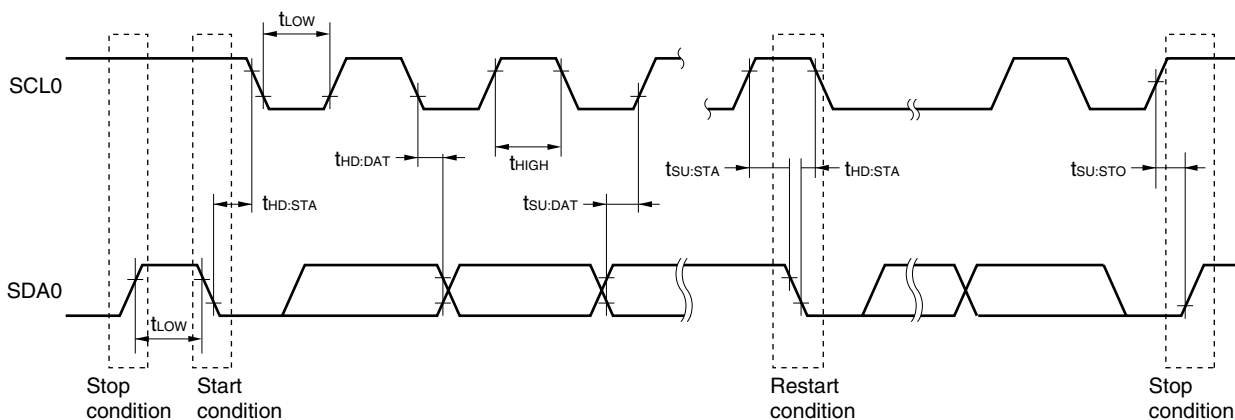 tLOW
SCL0
tHD:DAT
tHIGH
tSU:STA
tHD:STA
tSU:STO
tHD:STA
tSU:DAT
SDA0
tLOW
Stop
condition
Start
condition
Restart
condition
Stop
condition